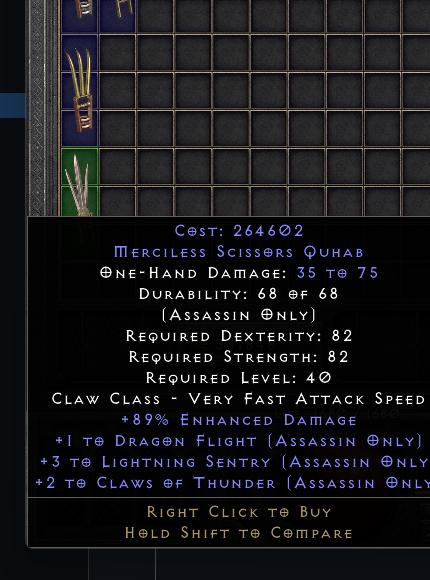 Cost: 264602
Merciless Scissors Quhab
One-Hand Damage: 35 to 75
Durability: 68 of 68
(Assassin Only)
Required Dexterity: 82
Required Strength: 82
Required Level: 40
Claw Class - Very Fast Attack Speed
+89% Enhanced Damage
+1 to Dragon Flight (Assassin Only)
+3 to Lightning Sentry (Assassin Only
+2 to Claws of Thunder (Assassin Only
Right Click to Buy
Hold Shift to Compare